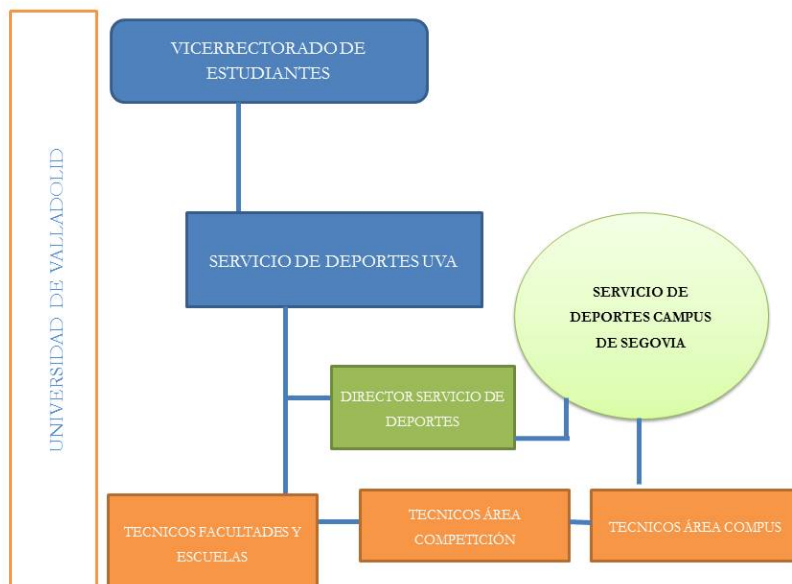 UNIVERSIDAD DE VALLADOLID
VICERRECTORADO DE
ESTUDIANTES
SERVICIO DE DEPORTES UVA
SERVICIO DE
DEPORTES CAMPUS
DE SEGOVIA
DIRECTOR SERVICIO DE
DEPORTES
TECNICOS FACULTADES Y
ESCUELAS
TECNICOS ÁREA
COMPETICIÓN
TECNICOS ÁREA COMPUS